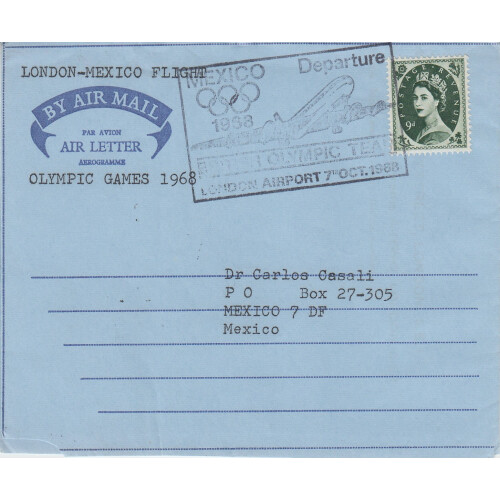 LONDON-MEXICO FLIGHT
BY AIR MAIL
PAR AVION
AIR LETTER
AEROGRAMME
OLYMPIC GAMES 1968
MEXICO Departure
1968
BRITISH OLYMPIC TEAM
LONDON AIRPORT 7TH OCT. 1968
POSTAGE REVENUE
9d
Dr Carlos Casali
P O Box 27-305
MEXICO 7 DF
Mexico